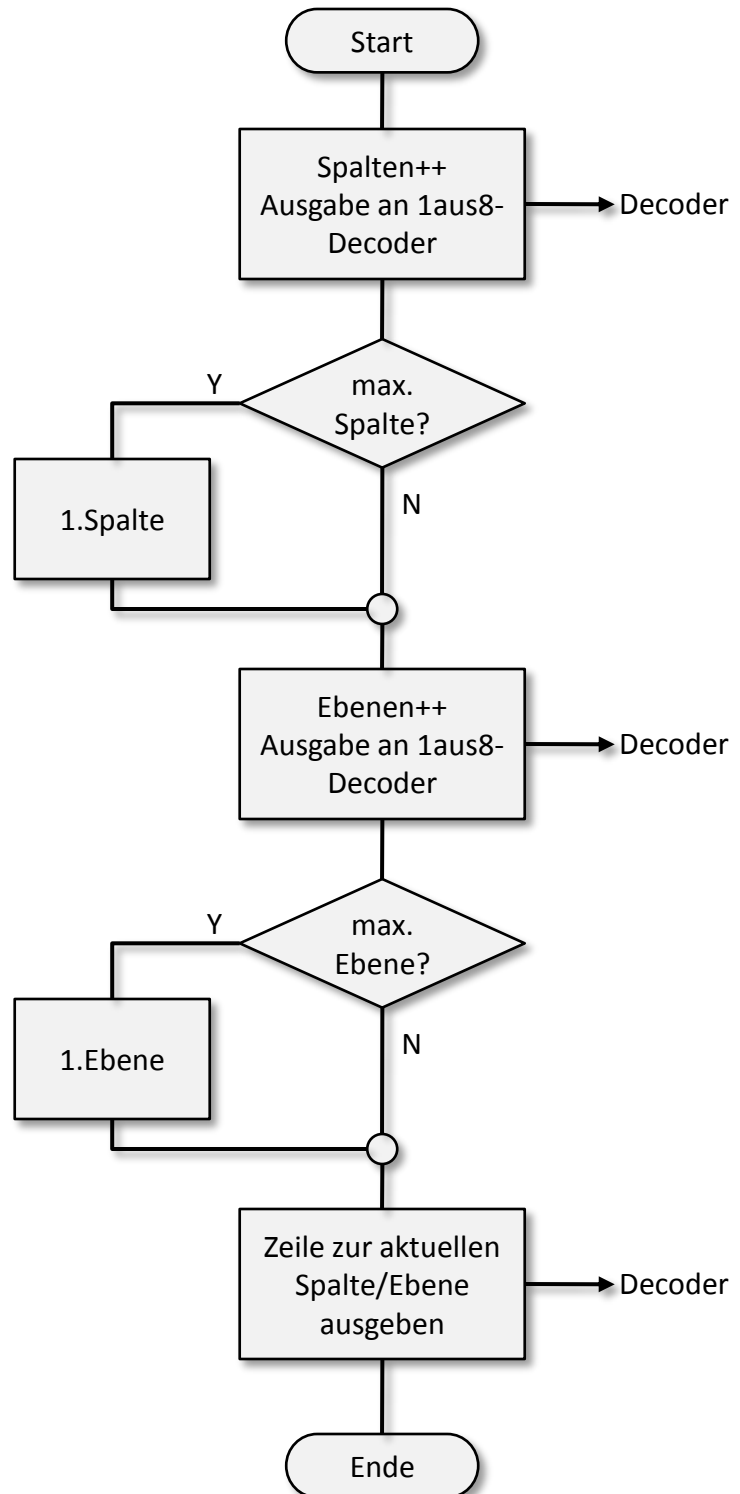 Start
Spalten++
Ausgabe an 1aus8-
Decoder
Decoder
Y
max.
Spalte?
1.Spalte
N
Ebenen++
Ausgabe an 1aus8-
Decoder
Decoder
Y
max.
Ebene?
1.Ebene
N
Zeile zur aktuellen
Spalte/Ebene
ausgeben
Decoder
Ende